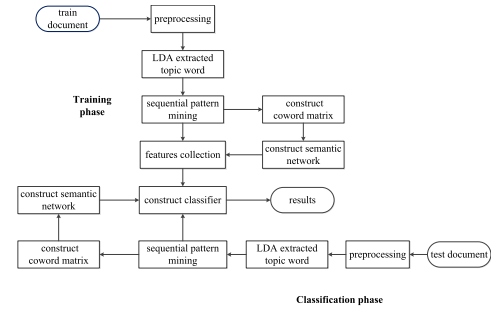 train
document
preprocessing
LDA extracted
topic word
Training
phase
sequential pattern
mining
construct
coword matrix
features collection
construct semantic
network
construct semantic
network
construct classifier
results
construct
coword matrix
sequential pattern
mining
LDA extracted
topic word
preprocessing
test document
Classification phase